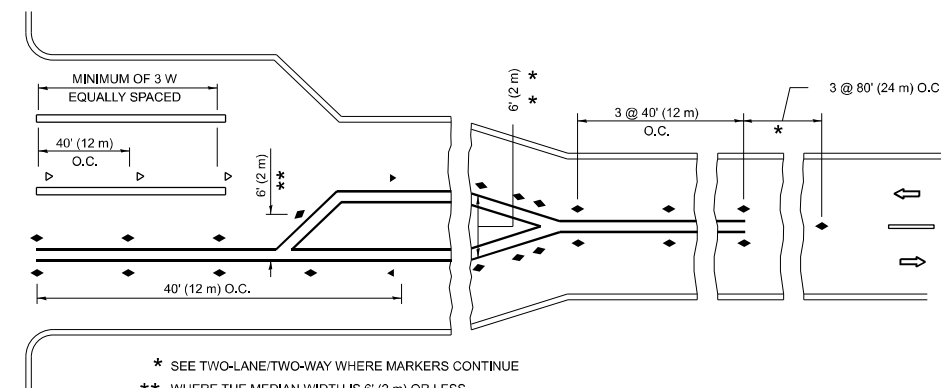 MINIMUM OF 3 W
EQUALLY SPACED
40' (12 m)
O.C.
6' (2 m)
**
6' (2 m) * *
3 @ 40' (12 m)
O.C.
*
3 @ 80' (24 m) O.C
40' (12 m) O.C.
* SEE TWO-LANE/TWO-WAY WHERE MARKERS CONTINUE
** WHERE THE MEDIAN WIDTH IS 6' (2 m) OR LESS